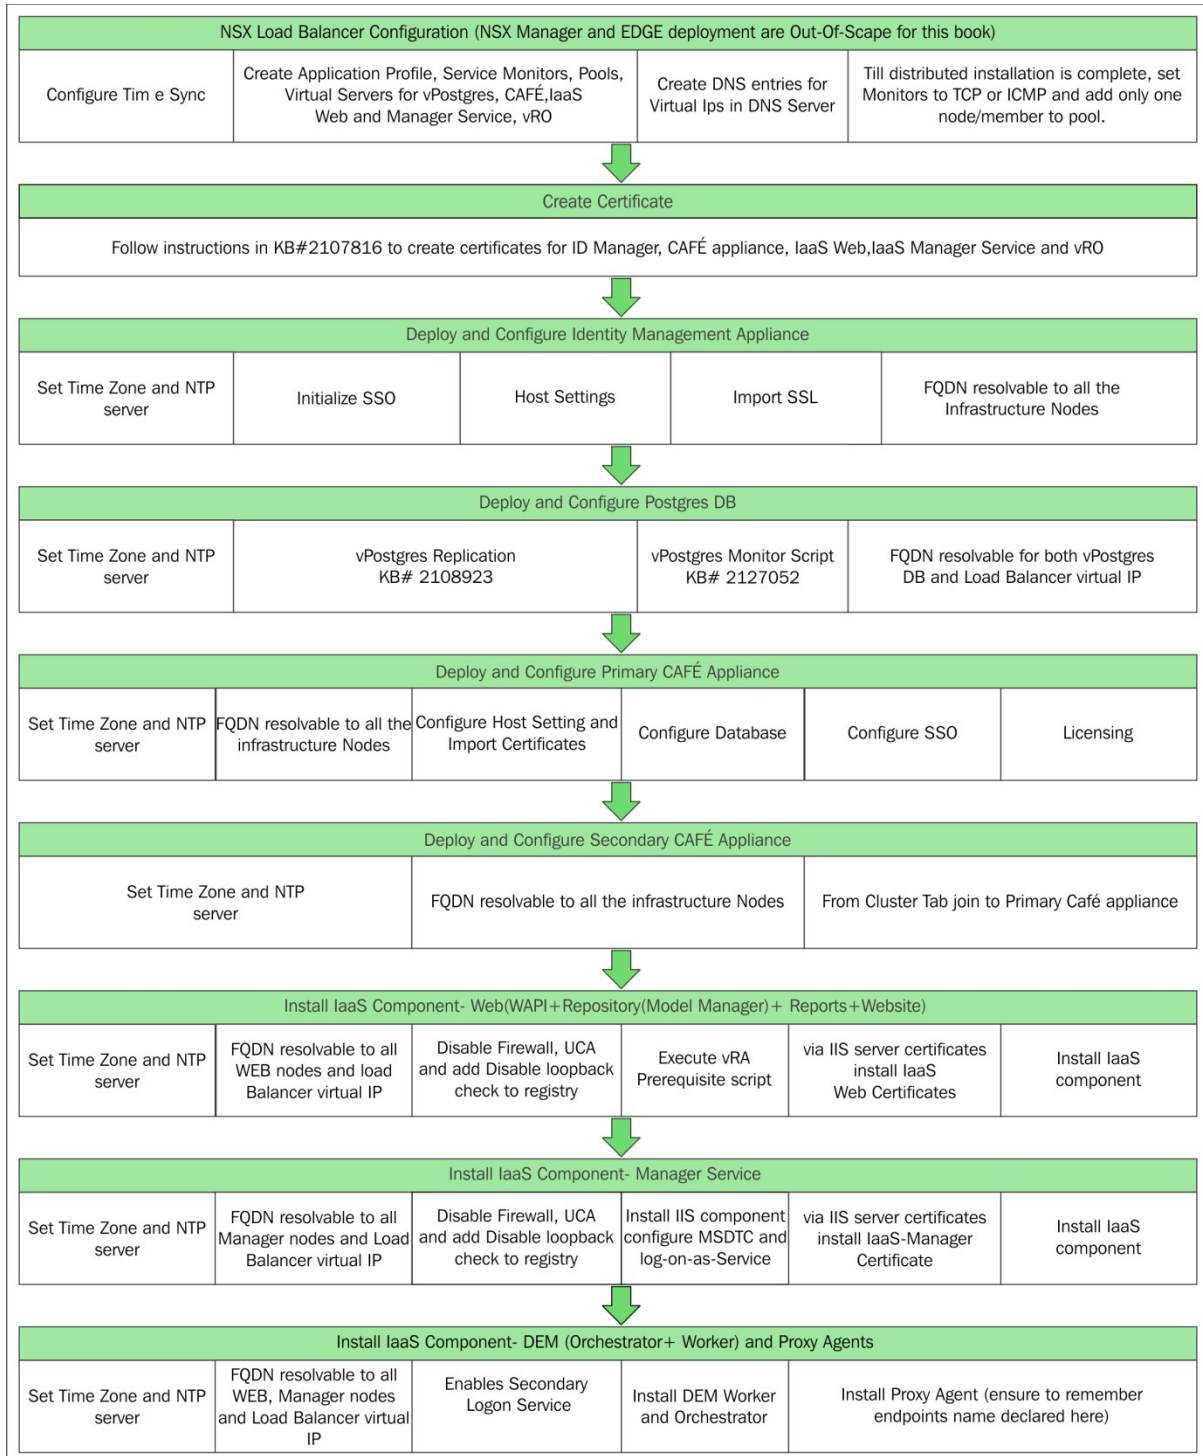 NSX Load Balancer Configuration (NSX Manager and EDGE deployment are Out-Of-Scape for this book)
Configure Tim e Sync
Create Application Profile, Service Monitors, Pools,
Virtual Servers for vPostgres, CAFÉ,IaaS
Web and Manager Service, vRO
Create DNS entries for
Virtual Ips in DNS Server
Till distributed installation is complete, set
Monitors to TCP or ICMP and add only one
node/member to pool.
Create Certificate
Follow instructions in KB#2107816 to create certificates for ID Manager, CAFÉ appliance, IaaS Web,IaaS Manager Service and vRO
Deploy and Configure Identity Management Appliance
Set Time Zone and NTP
server
Initialize SSO
Host Settings
Import SSL
FQDN resolvable to all the
Infrastructure Nodes
Deploy and Configure Postgres DB
Set Time Zone and NTP
server
vPostgres Replication
KB# 2108923
vPostgres Monitor Script
KB# 2127052
FQDN resolvable for both vPostgres
DB and Load Balancer virtual IP
Deploy and Configure Primary CAFÉ Appliance
Set Time Zone and NTP
server
FQDN resolvable to all the
infrastructure Nodes
Configure Host Setting and
Import Certificates
Configure Database
Configure SSO
Licensing
Deploy and Configure Secondary CAFÉ Appliance
Set Time Zone and NTP
server
FQDN resolvable to all the infrastructure Nodes
From Cluster Tab join to Primary Café appliance
Install IaaS Component- Web(WAPI+Repository(Model Manager)+ Reports+Website)
Set Time Zone and NTP
server
FQDN resolvable to all
WEB nodes and load
Balancer virtual IP
Disable Firewall, UCA
and add Disable loopback
check to registry
Execute vRA
Prerequisite script
via IIS server certificates
install IaaS
Web Certificates
Install IaaS
component
Install IaaS Component- Manager Service
Set Time Zone and NTP
server
FQDN resolvable to all
Manager nodes and Load
Balancer virtual IP
Disable Firewall, UCA
and add Disable loopback
check to registry
Install IIS component
configure MSDTC and
log-on-as-Service
via IIS server certificates
install IaaS-Manager
Certificate
Install IaaS
component
Install IaaS Component- DEM (Orchestrator+ Worker) and Proxy Agents
Set Time Zone and NTP
server
FQDN resolvable to all
WEB, Manager nodes
and Load Balancer virtual
IP
Enables Secondary
Logon Service
Install DEM Worker
and Orchestrator
Install Proxy Agent (ensure to remember
endpoints name declared here)